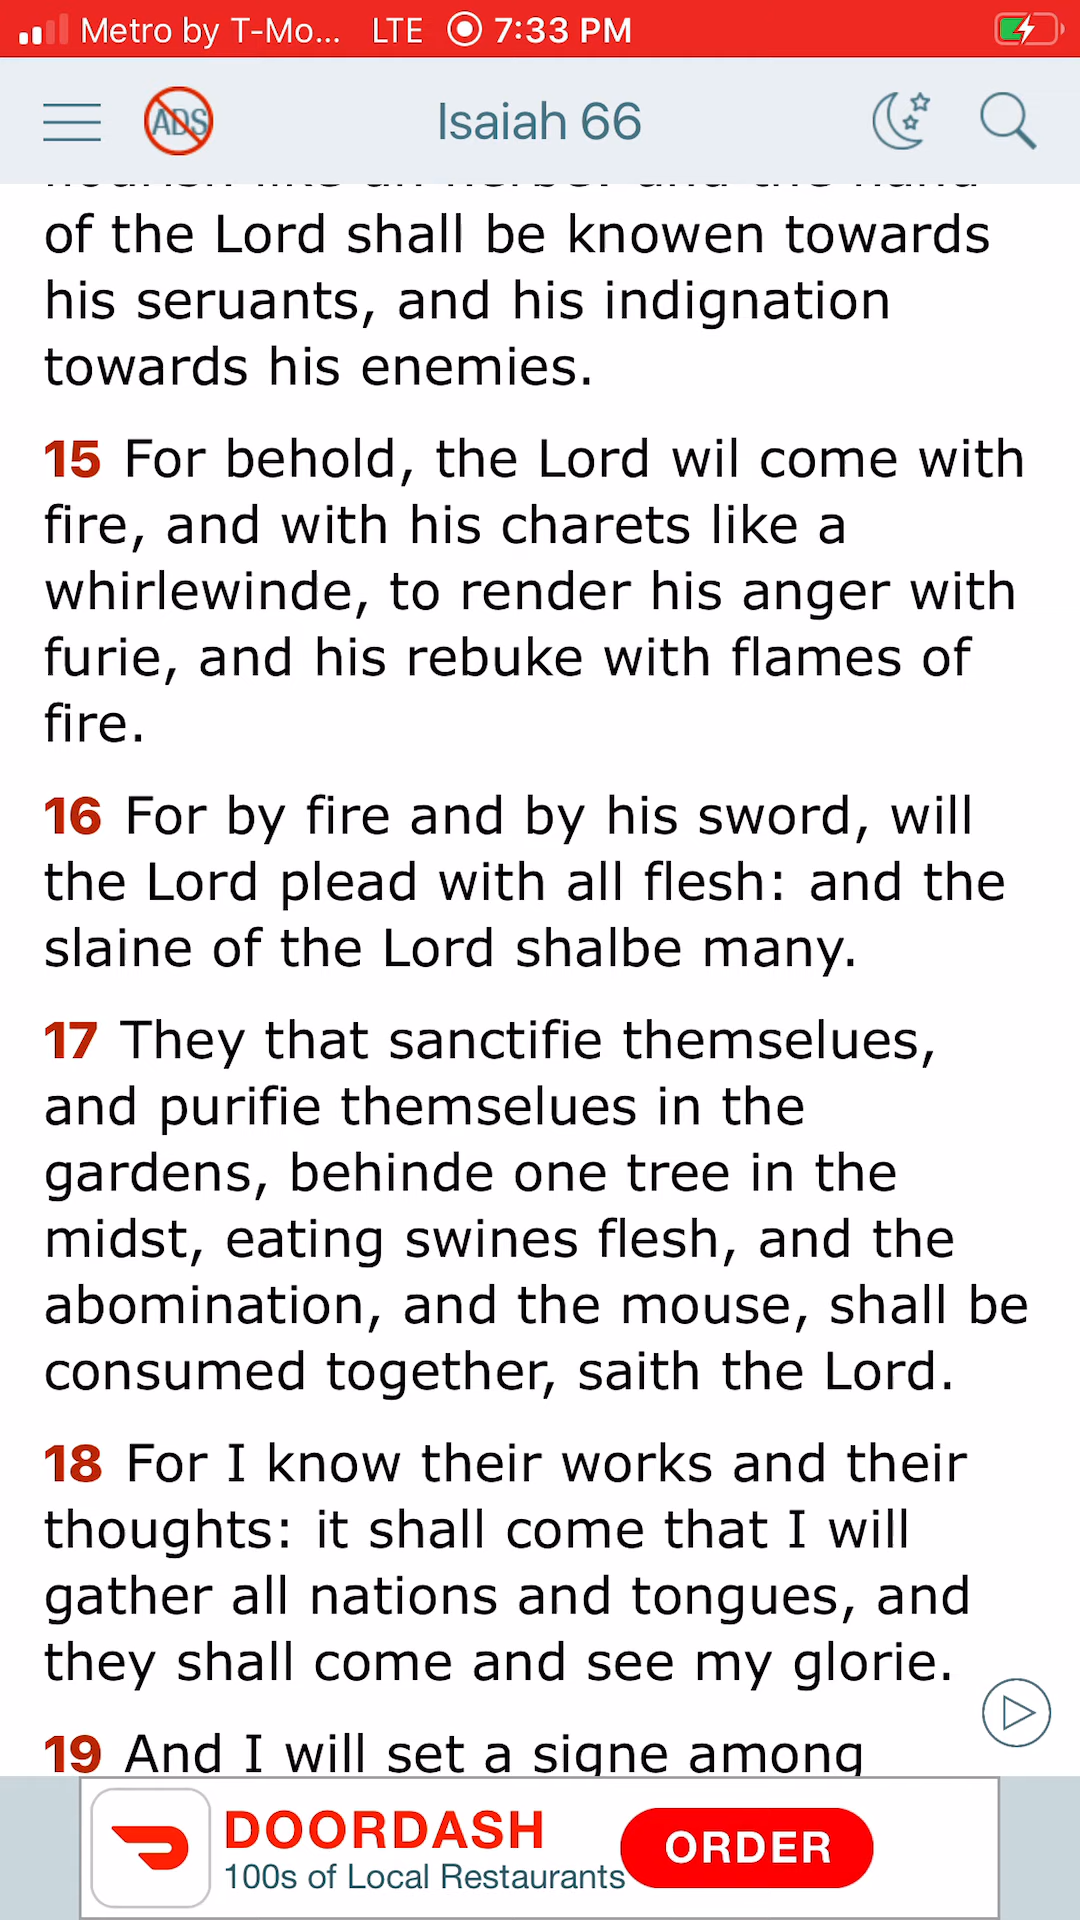 Metro by T-Mo... LTE 7:33 PM
ADS
Isaiah 66
of the Lord shall be knowen towards
his seruants, and his indignation
towards his enemies.
15 For behold, the Lord wil come with
fire, and with his charets like a
whirlewinde, to render his anger with
furie, and his rebuke with flames of
fire.
16 For by fire and by his sword, will
the Lord plead with all flesh: and the
slaine of the Lord shalbe many.
17 They that sanctifie themselues,
and purifie themselues in the
gardens, behinde one tree in the
midst, eating swines flesh, and the
abomination, and the mouse, shall be
consumed together, saith the Lord.
18 For I know their works and their
thoughts: it shall come that I will
gather all nations and tongues, and
they shall come and see my glorie.
19 And I will set a signe among
DOORDASH
100s of Local Restaurants
ORDER